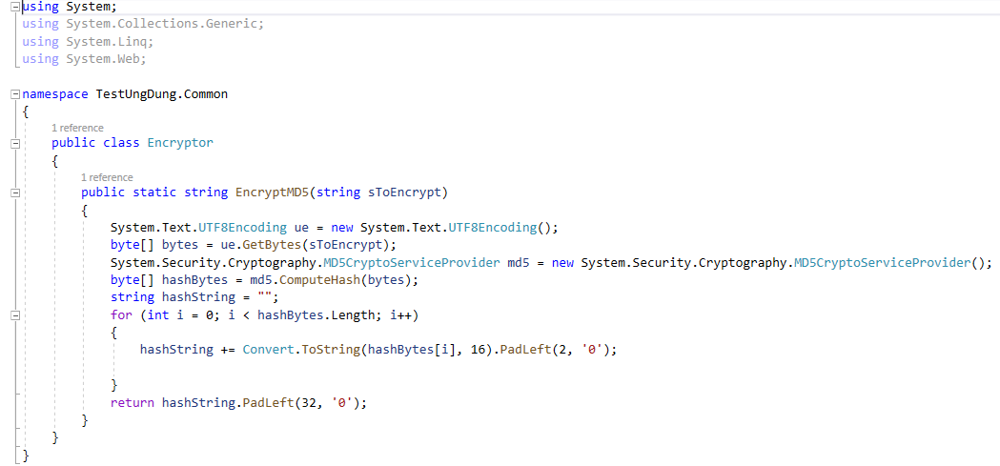 using System;
using System.Collections.Generic;
using System.Linq;
using System.Web;
namespace TestUngDung.Common
{
1 reference
public class Encryptor
{
1 reference
public static string EncryptMD5(string sToEncrypt)
{
System.Text.UTF8Encoding ue = new System.Text.UTF8Encoding();
byte[] bytes = ue.GetBytes(sToEncrypt);
System.Security.Cryptography.MD5CryptoServiceProvider md5 = new System.Security.Cryptography.MD5CryptoServiceProvider();
byte[] hashBytes = md5.ComputeHash(bytes);
string hashString = "";
for (int i = 0; i < hashBytes.Length; i++)
{
hashString += Convert.ToString(hashBytes[i], 16).PadLeft(2, '0');
}
return hashString.PadLeft(32, '0');
}
}
}